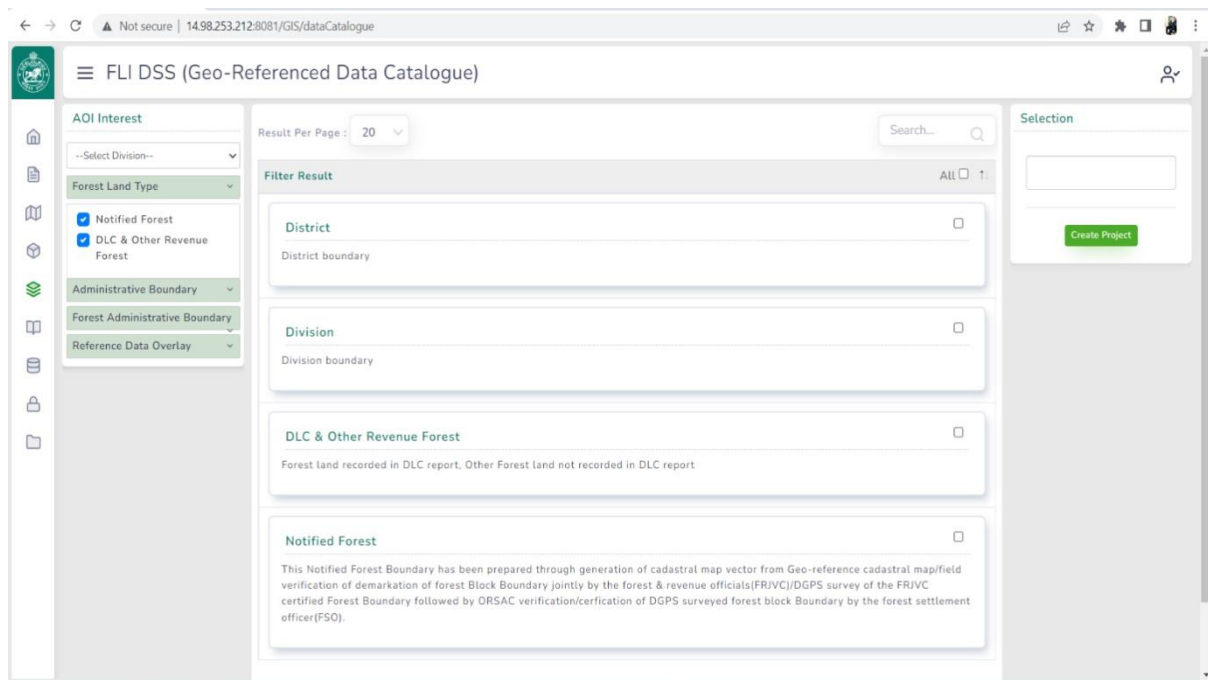 Not secure | 14.98.253.212:8081/GIS/dataCatalogue
FLI DSS (Geo-Referenced Data Catalogue)
AOI Interest
--Select Division--
Forest Land Type
Notified Forest
DLC & Other Revenue
Forest
Administrative Boundary
Forest Administrative Boundary
Reference Data Overlay
Result Per Page : 20
Search...
Filter Result
All
District
District boundary
Division
Division boundary
DLC & Other Revenue Forest
Forest land recorded in DLC report, Other Forest land not recorded in DLC report
Notified Forest
This Notified Forest Boundary has been prepared through generation of cadastral map vector from Geo-reference cadastral map/field
verification of demarkation of forest Block Boundary jointly by the forest & revenue officials(FRJVC)/DGPS survey of the FRJVC
certified Forest Boundary followed by ORSAC verification/cerfication of DGPS surveyed forest block Boundary by the forest settlement
officer(FSO).
Selection
Create Project